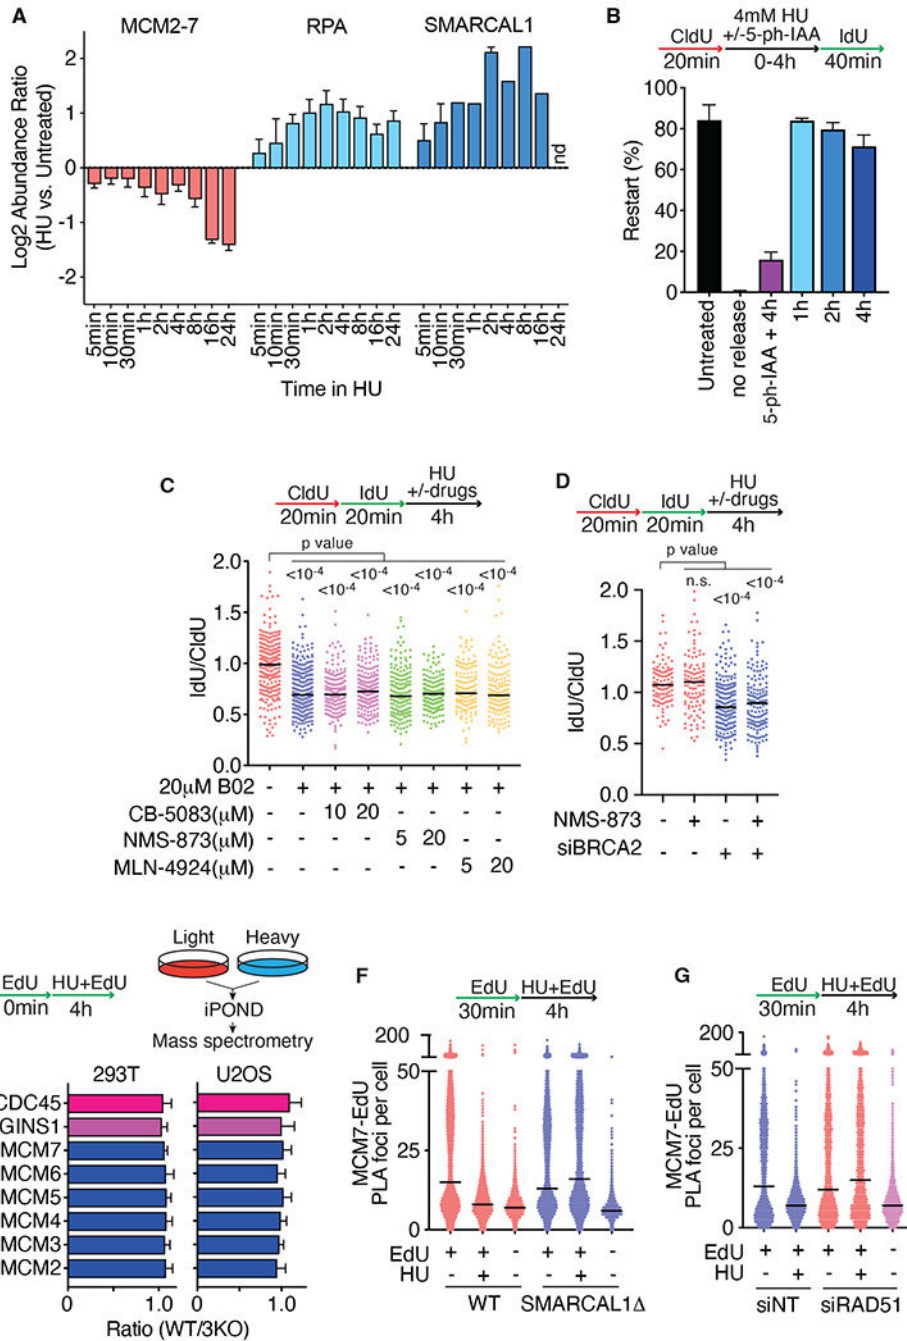 A
MCM2-7
RPA
SMARCAL1
Log2 Abundance Ratio
(HU vs. Untreated)
2
1
0
-1
-2
nd
5min
10min
30min
1h
2h
4h
8h
16h
24h
5min
10min
30min
1h
2h
4h
8h
16h
24h
5min
10min
30min
1h
2h
4h
8h
16h
24h
Time in HU
B
4mM HU
CldU
+/-5-ph-IAA
IdU
20min
0-4h
40min
Restart (%)
100
80
60
40
20
0
Untreated
no release
5-ph-IAA + 4h
1h
2h
4h
C
HU
CldU
IdU
+/-drugs
20min
20min
4h
p value
<10-4
<10-4
<10-4
<10-4
<10-4
<10-4
<10-4
IdU/CldU
2.0
1.5
1.0
0.5
0.0
20μM B02 - + + + + + + +
CB-5083(μM) - - 10 20 - - - -
NMS-873(μM) - - - - 5 20 - -
MLN-4924(μM) - - - - - - 5 20
D
HU
CldU
IdU
+/-drugs
20min
20min
4h
p value
n.s.
<10-4
<10-4
IdU/CldU
2.0
1.5
1.0
0.5
0.0
NMS-873 - + - +
siBRCA2 - - + +
EdU
HU+EdU
0min
4h
Light
Heavy
iPOND
Mass spectrometry
293T
U2OS
CDC45
GINS1
MCM7
MCM6
MCM5
MCM4
MCM3
MCM2
0
1.0
0
1.0
Ratio (WT/3KO)
F
EdU
HU+EdU
30min
4h
MCM7-EdU
PLA foci per cell
200
50
25
0
EdU + + - + + -
HU - + - - + -
WT
SMARCAL1Δ
G
EdU
HU+EdU
30min
4h
MCM7-EdU
PLA foci per cell
200
50
25
0
EdU + + + + -
HU - + - + -
siNT
siRAD51